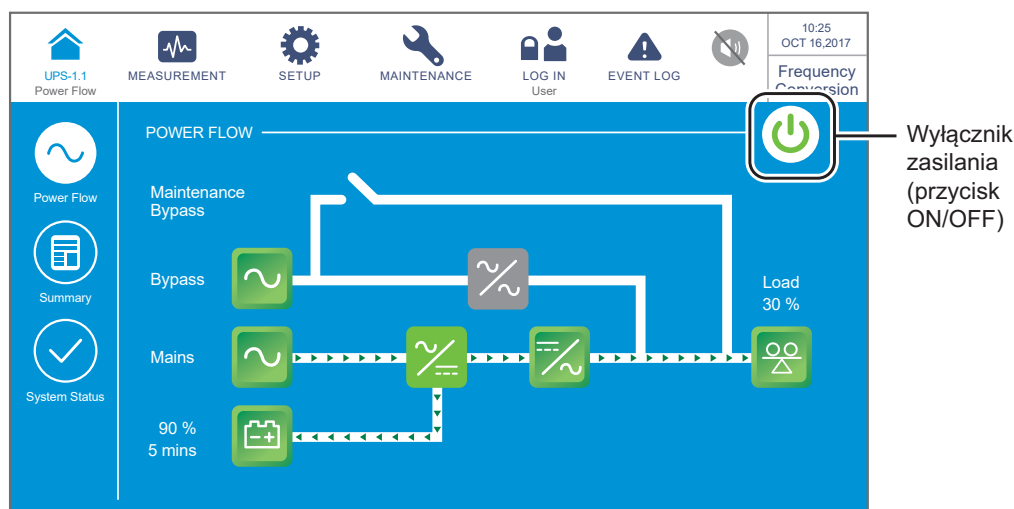 UPS-1.1
Power Flow
MEASUREMENT
SETUP
MAINTENANCE
LOG IN
User
EVENT LOG
10:25
OCT 16,2017
Frequency
Conversion
POWER FLOW
Wyłącznik
zasilania
(przycisk
ON/OFF)
Power Flow
Maintenance
Bypass
Summary
Bypass
Load
30 %
Mains
System Status
90 %
5 mins